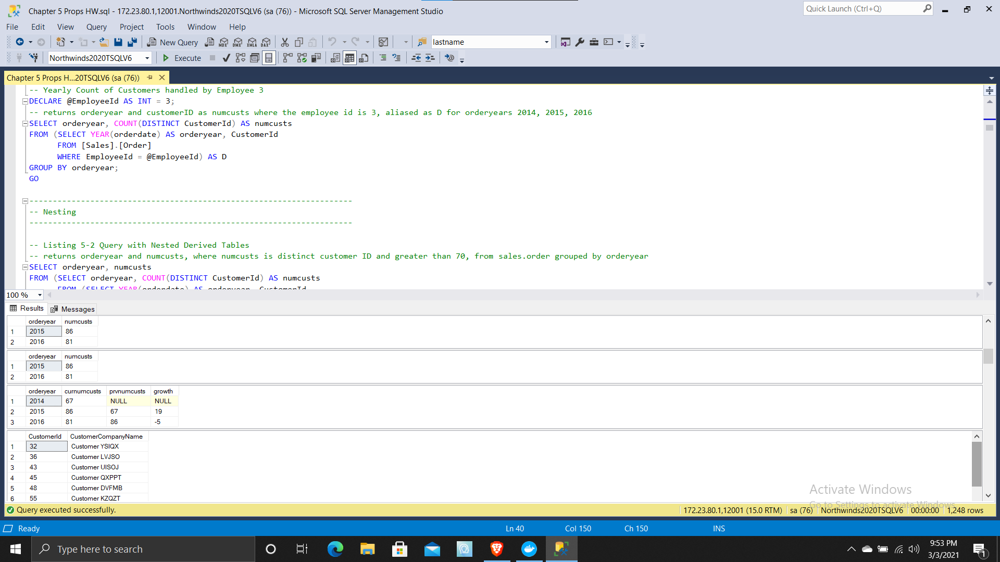 Chapter 5 Props HW.sql - 172.23.80.1,12001.Northwinds2020TSQLV6 (sa (76)) - Microsoft SQL Server Management Studio
Quick Launch (Ctrl+Q)
File Edit View Query Project Tools Window Help
New Query
MDX DMX XMLA DAX
lastname
Northwinds2020TSQLV6
Execute
Chapter 5 Props H...20TSQLV6 (sa (76))
-- Yearly Count of Customers handled by Employee 3
DECLARE @EmployeeId AS INT = 3;
-- returns orderyear and customerID as numcusts where the employee id is 3, aliased as D for orderyears 2014, 2015, 2016
SELECT orderyear, COUNT(DISTINCT CustomerId) AS numcusts
FROM (SELECT YEAR(orderdate) AS orderyear, CustomerId
FROM [Sales].[Order]
WHERE EmployeeId = @EmployeeId) AS D
GROUP BY orderyear;
GO
---------------------------------------------------------------------
-- Nesting
---------------------------------------------------------------------
-- Listing 5-2 Query with Nested Derived Tables
-- returns orderyear and numcusts, where numcusts is distinct customer ID and greater than 70, from sales.order grouped by orderyear
SELECT orderyear, numcusts
FROM (SELECT orderyear, COUNT(DISTINCT CustomerId) AS numcusts
FROM (SELECT YEAR(orderdate) AS orderyear, CustomerId
100 %
Results Messages
orderyear numcusts
1 2015 86
2 2016 81
orderyear numcusts
1 2015 86
2 2016 81
orderyear curnumcusts prvnumcusts growth
1 2014 67 NULL NULL
2 2015 86 67 19
3 2016 81 86 -5
CustomerId CustomerCompanyName
1 32 Customer YSIQX
2 36 Customer LVJSO
3 43 Customer UISOJ
4 45 Customer QXPPT
5 48 Customer DVFMB
6 55 Customer KZQZT
Activate Windows
Go to Settings to activate Windows.
Query executed successfully.
172.23.80.1,12001 (15.0 RTM) sa (76) Northwinds2020TSQLV6 00:00:00 1,248 rows
Ready
Ln 40 Col 150 Ch 150 INS
Type here to search
9:53 PM
3/3/2021
1